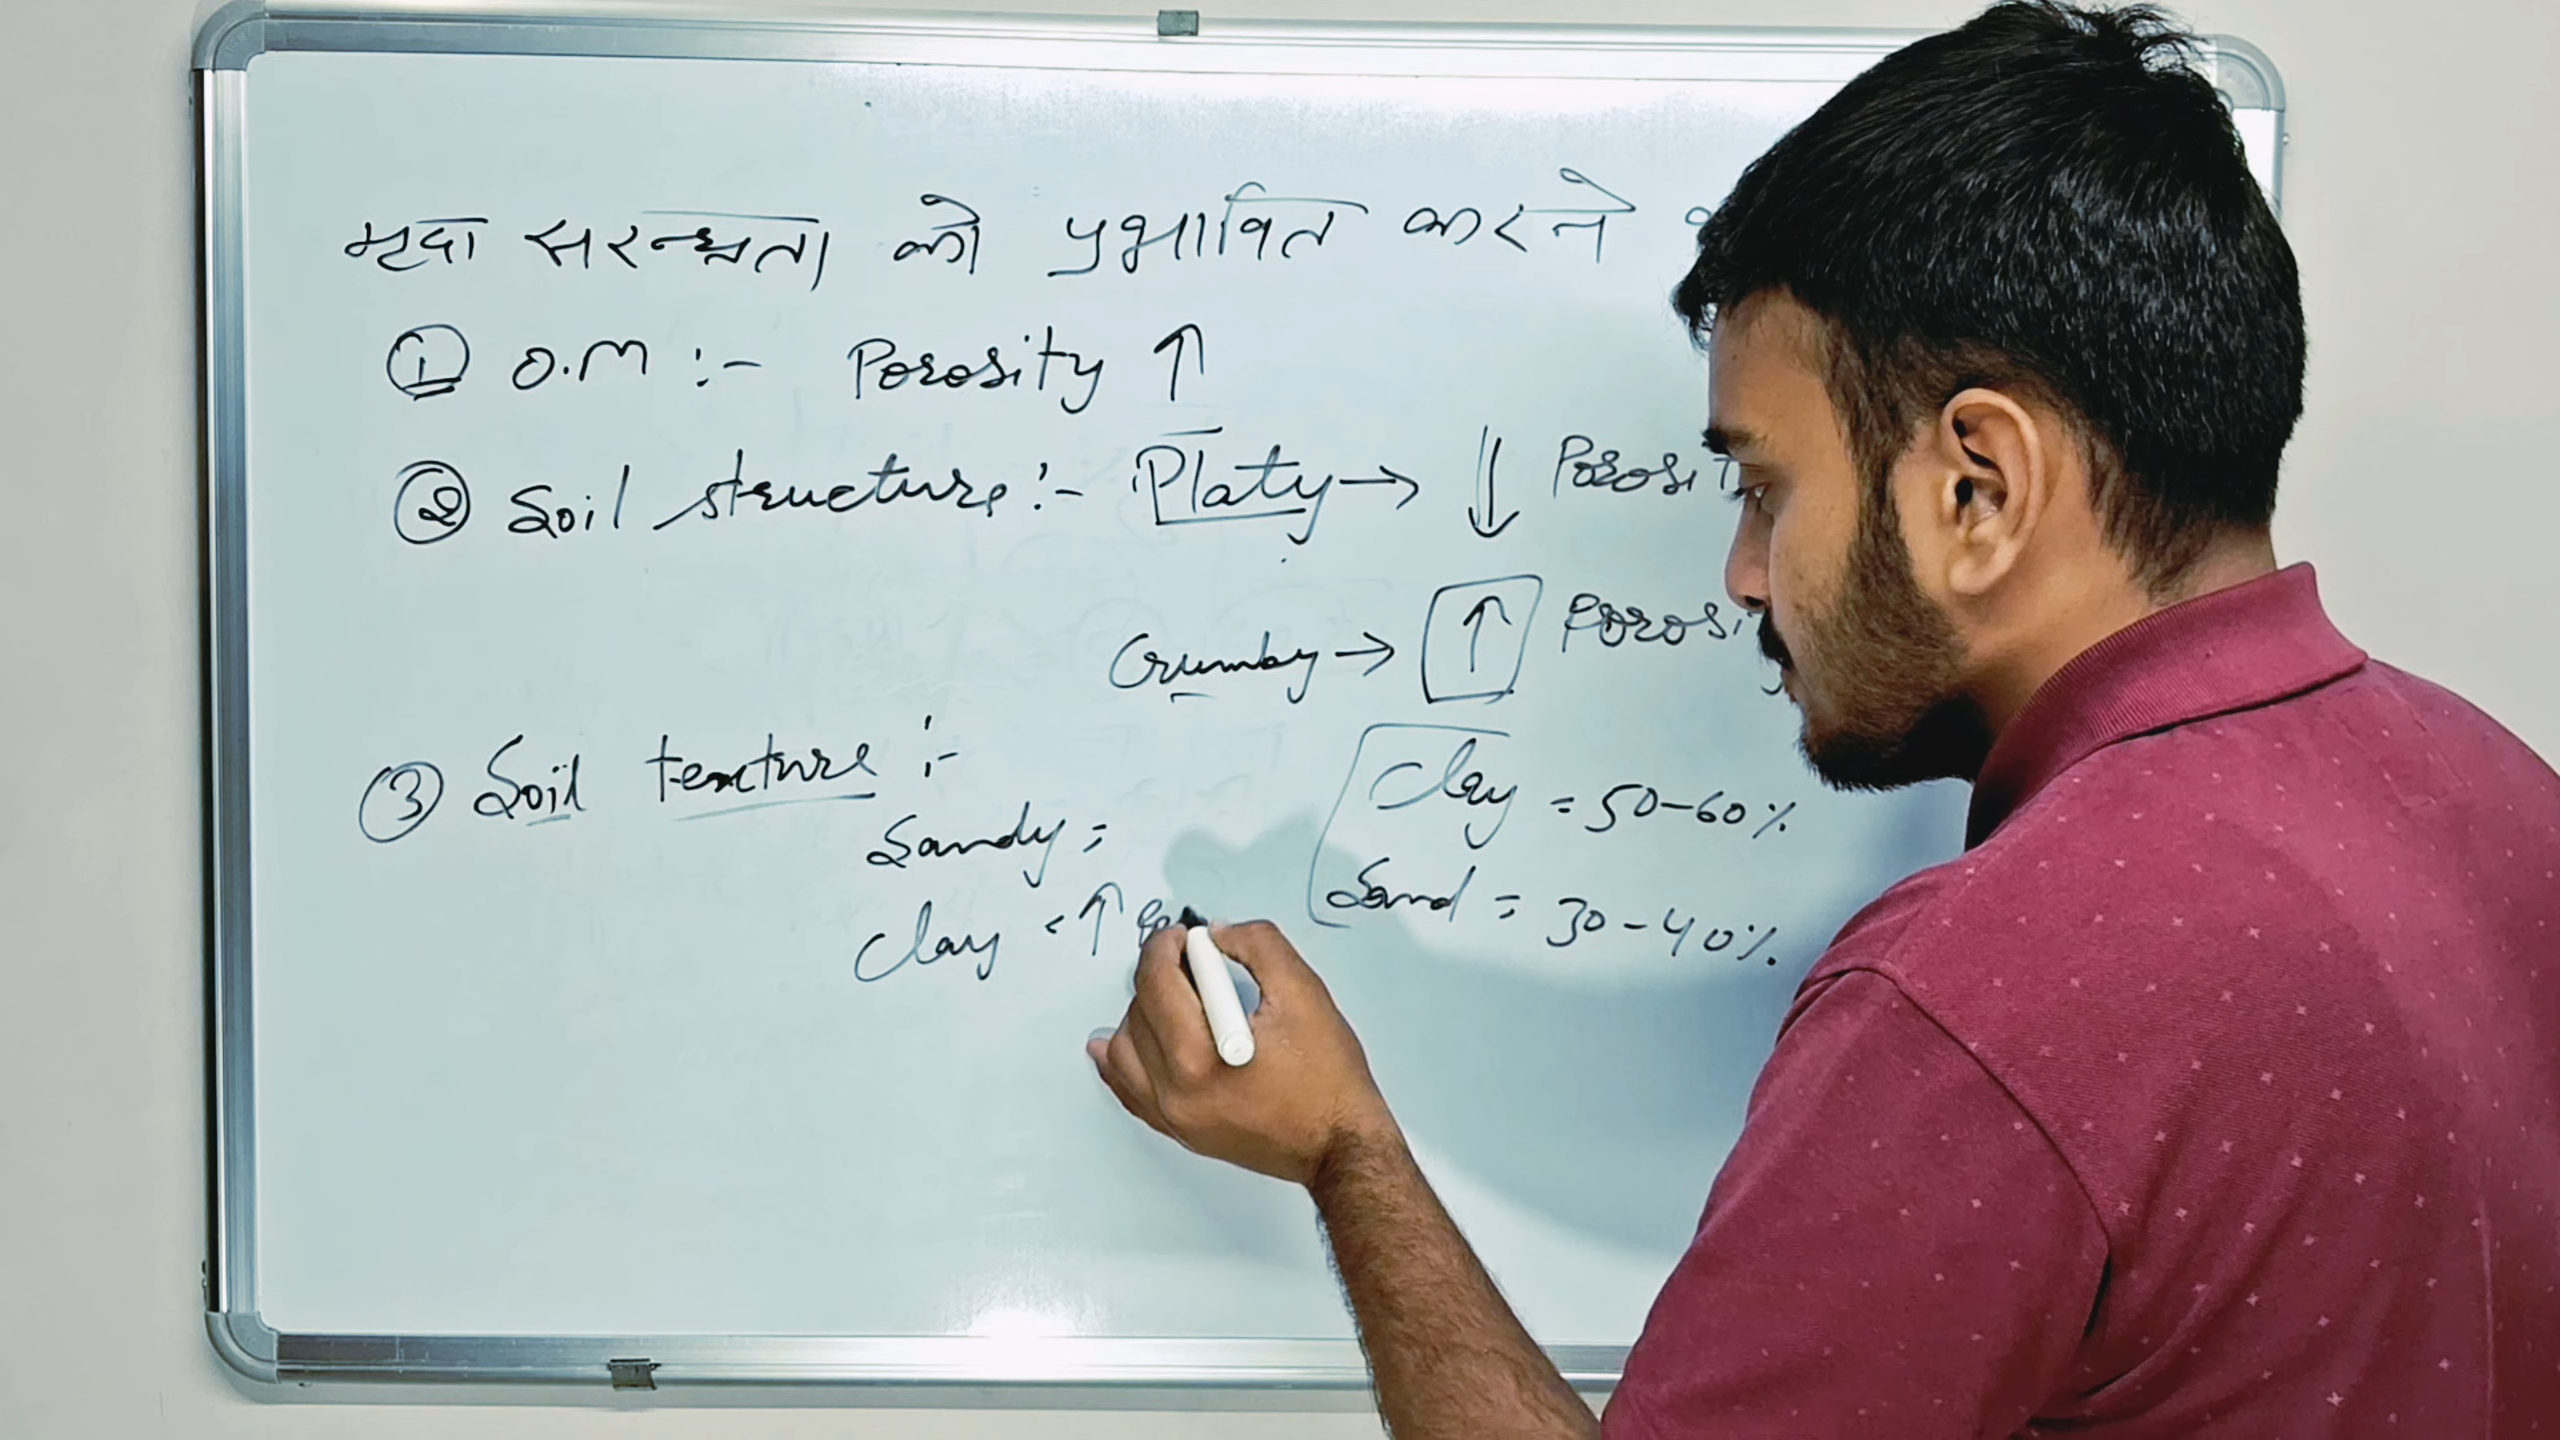 मृदा सरन्ध्रता को प्रभावित करने
① O.M :- Porosity ↑
② Soil structure :- Platy → ↓ Porosit
Crumby → ↑ Porosi
③ Soil texture :-
Sandy =
Clay = ↑
Clay = 50-60%
Sand = 30-40%